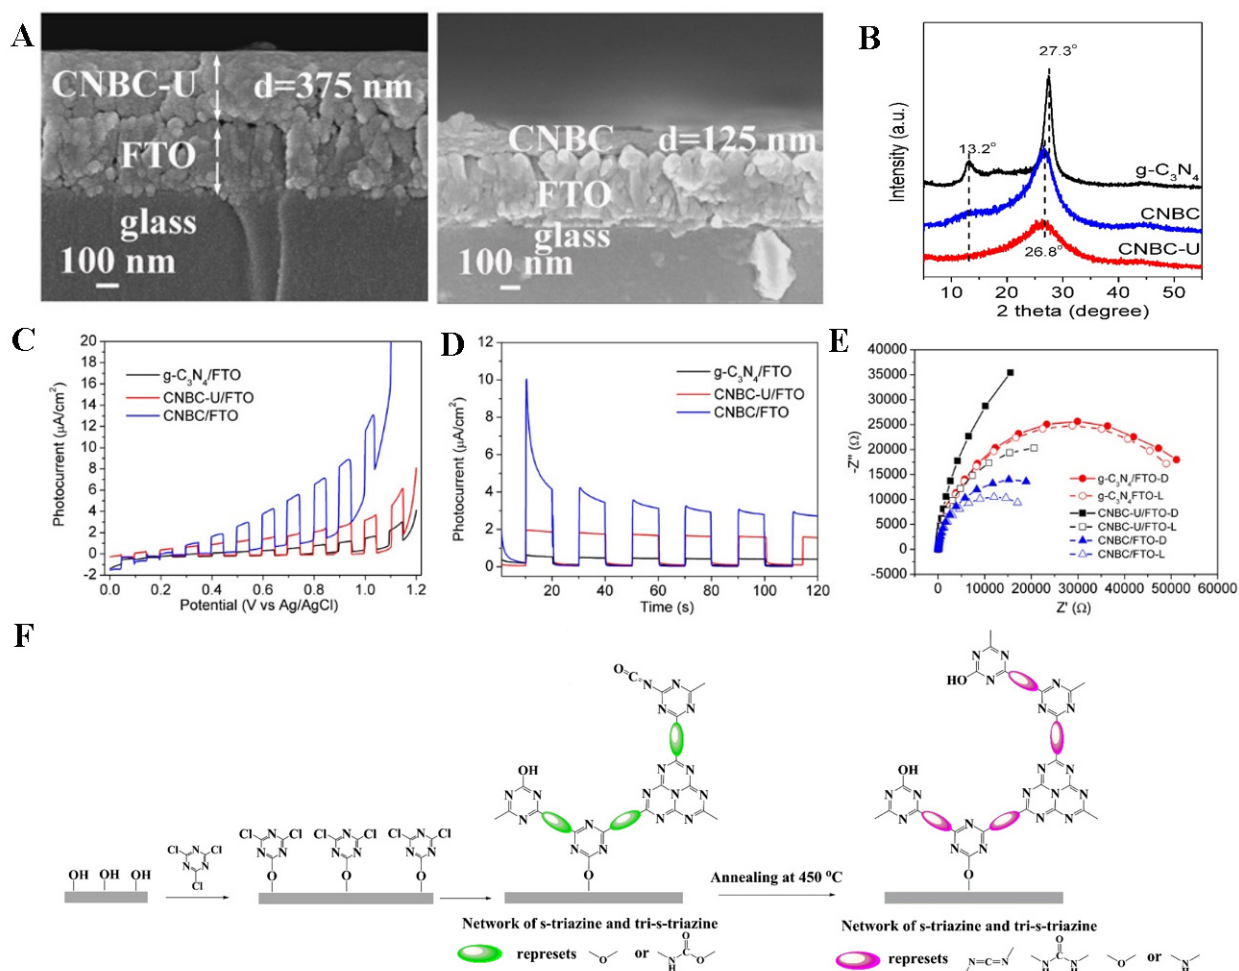 A
CNBC-U d=375 nm
FTO
glass
100 nm
CNBC d=125 nm
FTO
glass
100 nm
B
27.3°
13.2°
g-C₃N₄
CNBC
CNBC-U
26.8°
Intensity (a.u.)
10 20 30 40 50
2 theta (degree)
C
20
18
16
14
12
10
8
6
4
2
0
-2
Photocurrent (μA/cm²)
g-C₃N₄/FTO
CNBC-U/FTO
CNBC/FTO
0.0 0.2 0.4 0.6 0.8 1.0 1.2
Potential (V vs Ag/AgCl)
D
12
10
8
6
4
2
0
Photocurrent (μA/cm²)
g-C₃N₄/FTO
CNBC-U/FTO
CNBC/FTO
20 40 60 80 100 120
Time (s)
E
40000
35000
30000
25000
20000
15000
10000
5000
0
-5000
-Z'' (Ω)
g-C₃N₄/FTO-D
g-C₃N₄FTO-L
CNBC-U/FTO-D
CNBC-U/FTO-L
CNBC/FTO-D
CNBC/FTO-L
0 10000 20000 30000 40000 50000 60000
Z' (Ω)
F
OH OH OH
Cl N Cl
N N
Cl
Cl N Cl Cl N Cl Cl N Cl
N N N N N N
O O O
O=C=N
OH
O
Annealing at 450 °C
HO
OH
O
Network of s-triazine and tri-s-triazine
represets O or N H C O O
Network of s-triazine and tri-s-triazine
represets N=C=N N H C O N H O or N H